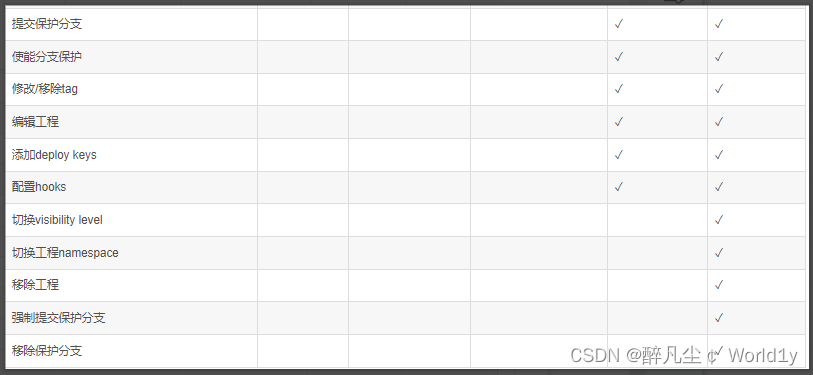 提交保护分支 ✓ ✓
使能分支保护 ✓ ✓
修改/移除tag ✓ ✓
编辑工程 ✓ ✓
添加deploy keys ✓ ✓
配置hooks ✓ ✓
切换visibility level ✓
切换工程namespace ✓
移除工程 ✓
强制提交保护分支 ✓
移除保护分支 ✓
CSDN @醉凡尘 ¢ World1y